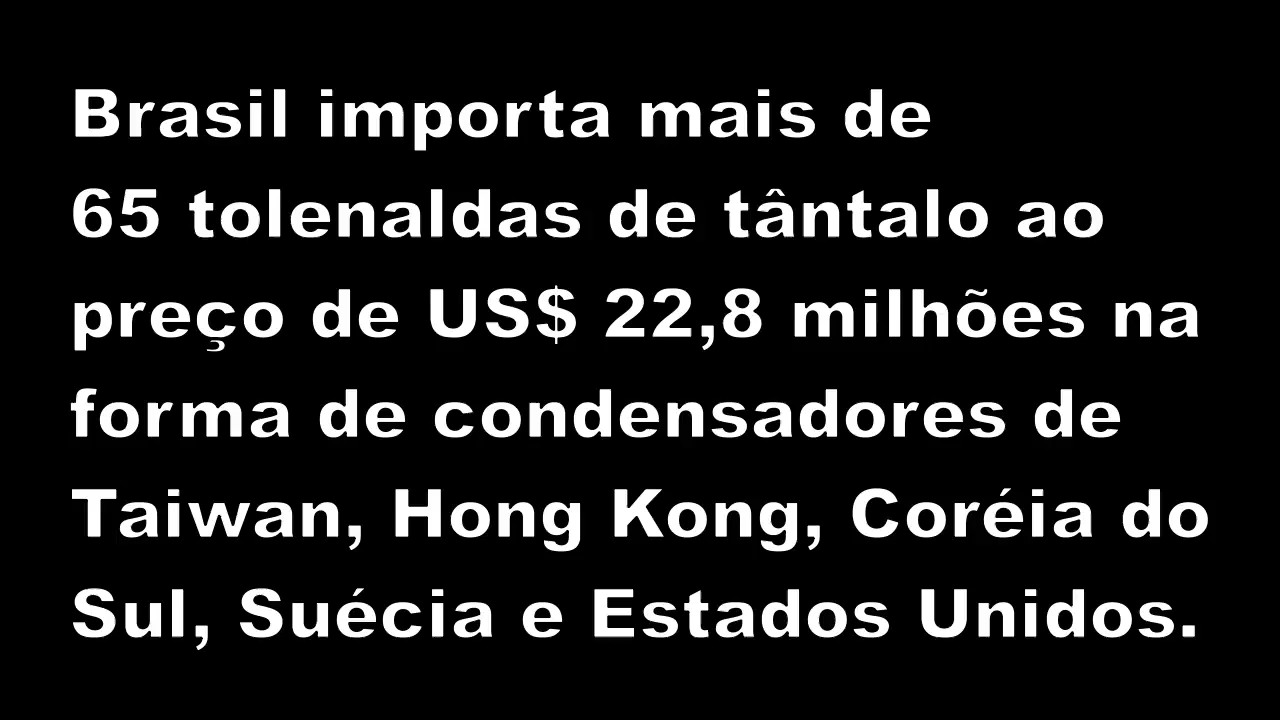 Brasil importa mais de
65 tolenaldas de tântalo ao
preço de US$ 22,8 milhões na
forma de condensadores de
Taiwan, Hong Kong, Coréia do
Sul, Suécia e Estados Unidos.